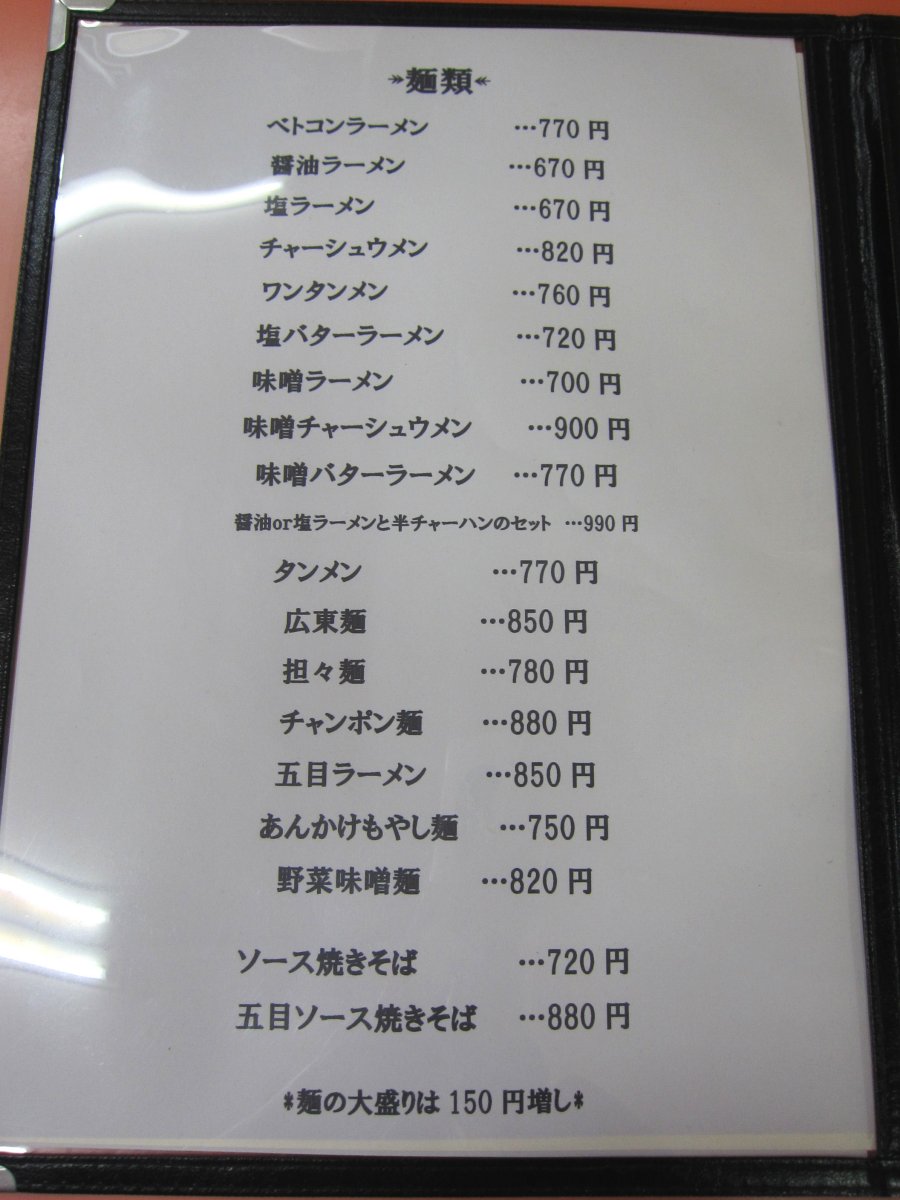 »麺類«
ベトコンラーメン …770円
醤油ラーメン …670円
塩ラーメン …670円
チャーシュウメン …820円
ワンタンメン …760円
塩バターラーメン …720円
味噌ラーメン …700円
味噌チャーシュウメン …900円
味噌バターラーメン …770円
醤油or塩ラーメンと半チャーハンのセット …990円
タンメン …770円
広東麺 …850円
担々麺 …780円
チャンポン麺 …880円
五目ラーメン …850円
あんかけもやし麺 …750円
野菜味噌麺 …820円
ソース焼きそば …720円
五目ソース焼きそば …880円
*麺の大盛りは150円増し*